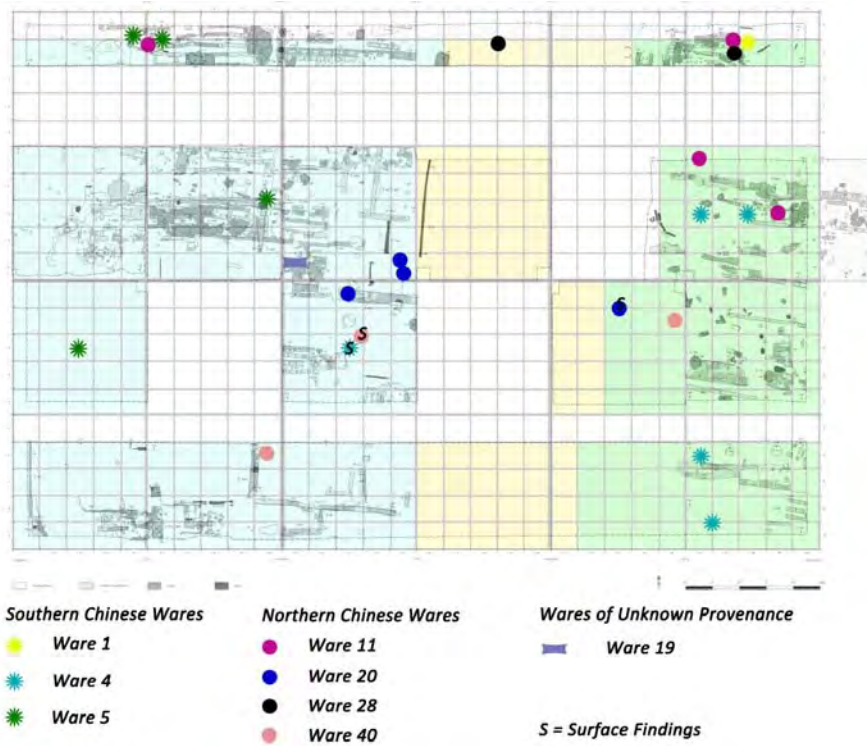 S
S
S
Southern Chinese Wares
Ware 1
Ware 4
Ware 5
Northern Chinese Wares
Ware 11
Ware 20
Ware 28
Ware 40
Wares of Unknown Provenance
Ware 19
S = Surface Findings